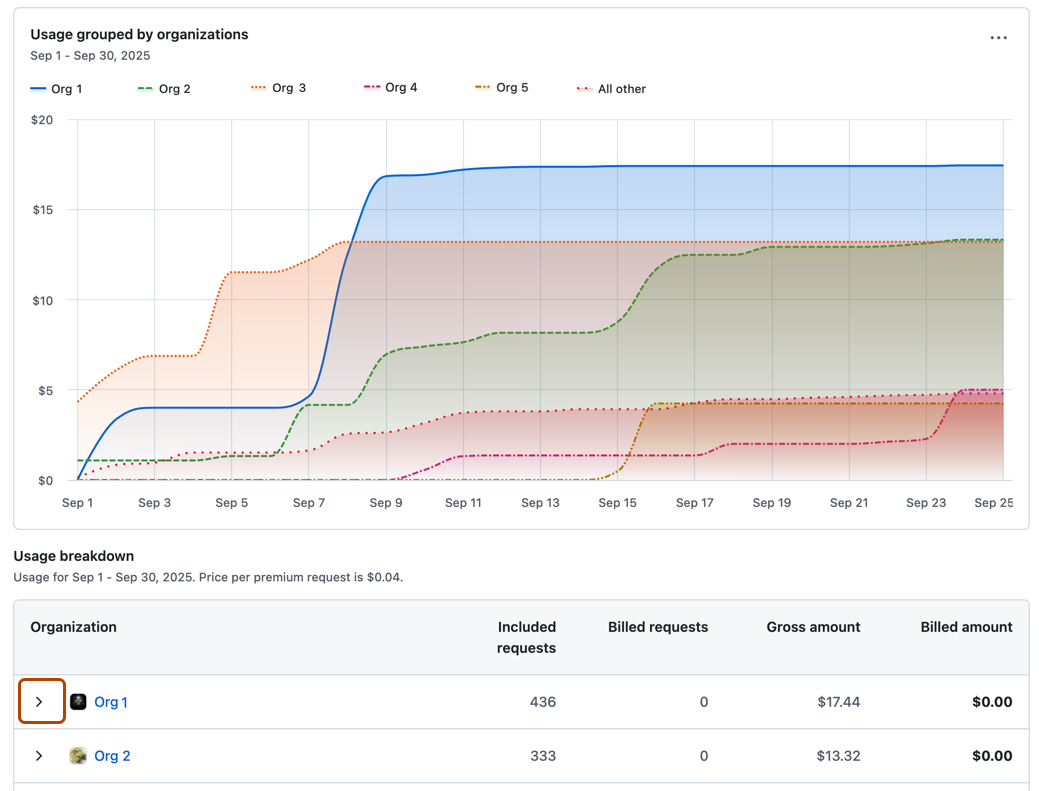 Usage grouped by organizations
Sep 1 - Sep 30, 2025
Org 1 Org 2 Org 3 Org 4 Org 5 All other
$20
$15
$10
$5
$0
Sep 1 Sep 3 Sep 5 Sep 7 Sep 9 Sep 11 Sep 13 Sep 15 Sep 17 Sep 19 Sep 21 Sep 23 Sep 25
Usage breakdown
Usage for Sep 1 - Sep 30, 2025. Price per premium request is $0.04.
Organization Included requests Billed requests Gross amount Billed amount
Org 1 436 0 $17.44 $0.00
Org 2 333 0 $13.32 $0.00